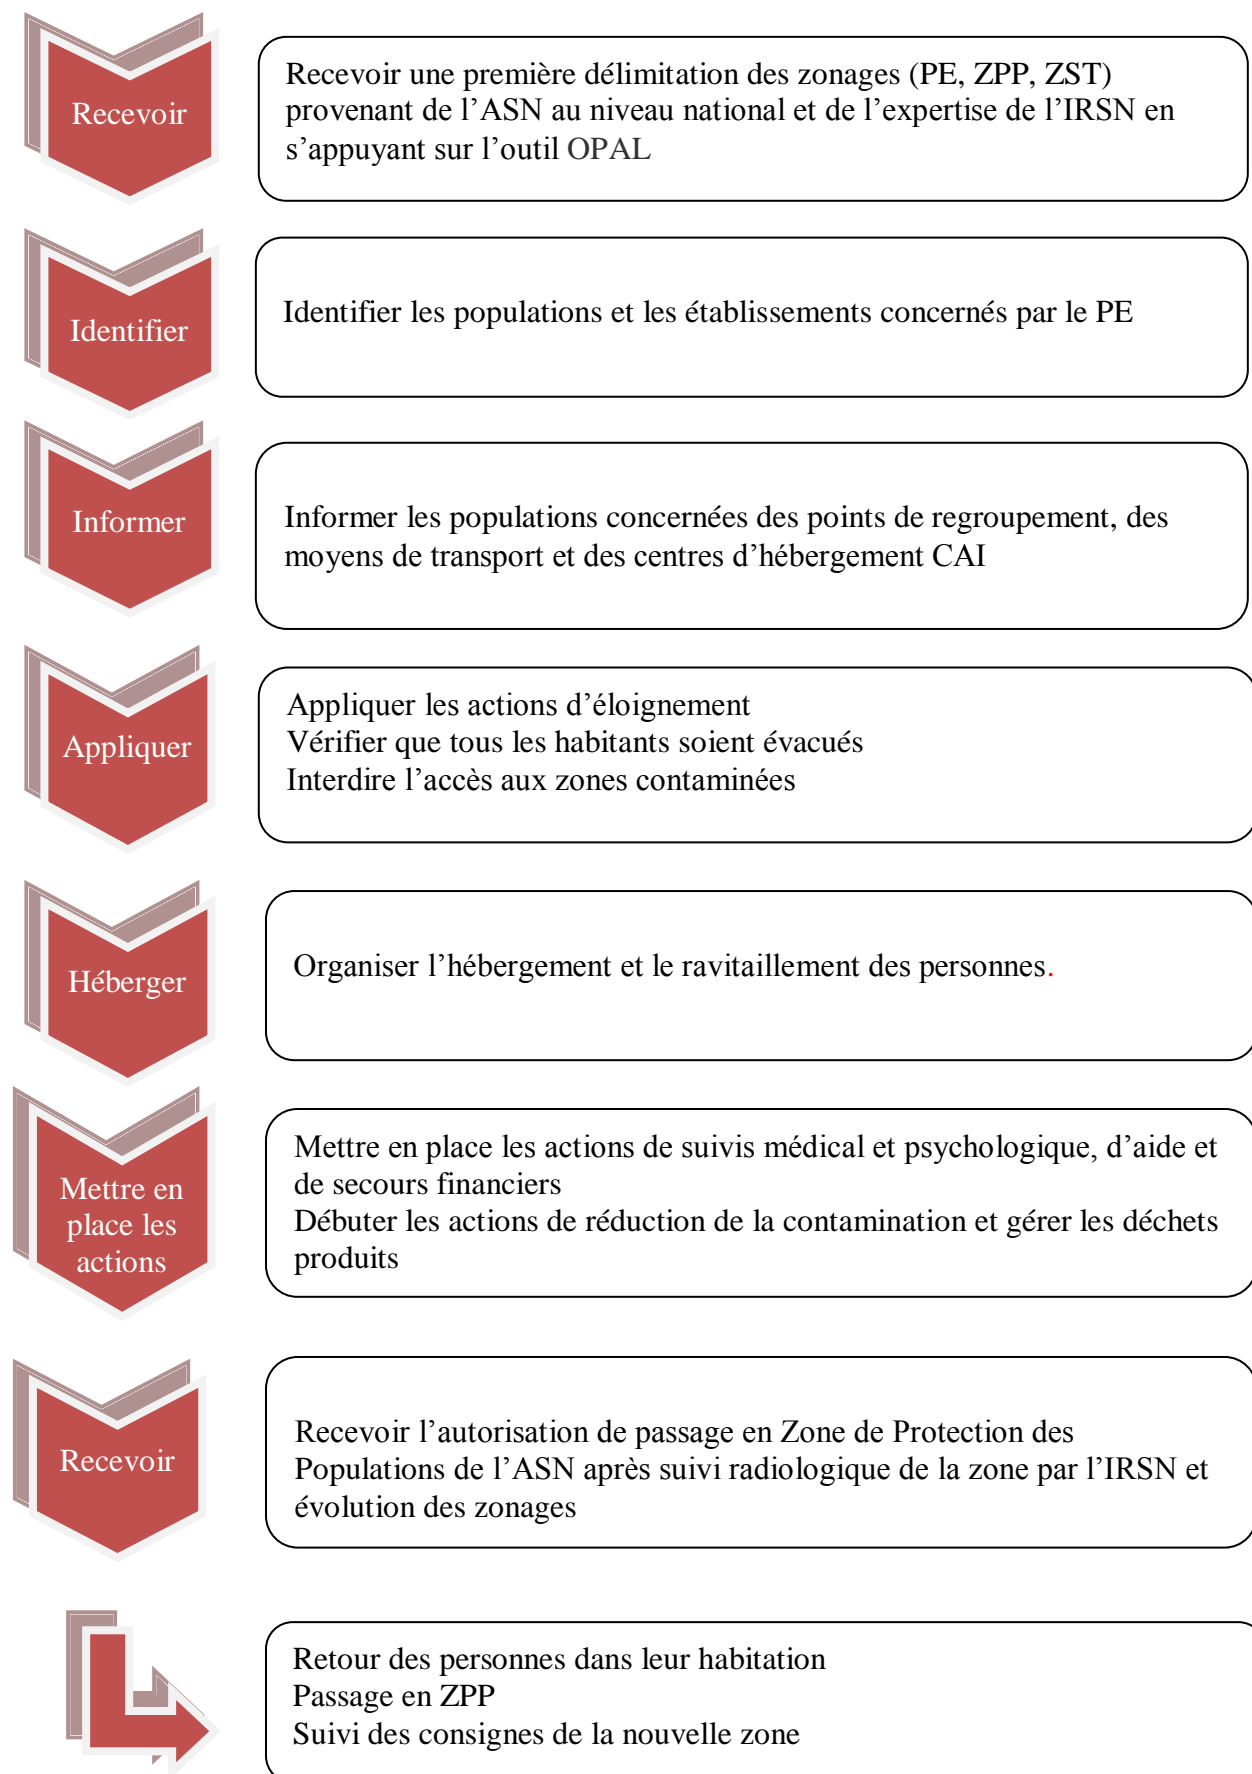 Recevoir
Recevoir une première délimitation des zonages (PE, ZPP, ZST)
provenant de l’ASN au niveau national et de l’expertise de l’IRSN en
s’appuyant sur l’outil OPAL
Identifier
Identifier les populations et les établissements concernés par le PE
Informer
Informer les populations concernées des points de regroupement, des
moyens de transport et des centres d’hébergement CAI
Appliquer
Appliquer les actions d’éloignement
Vérifier que tous les habitants soient évacués
Interdire l’accès aux zones contaminées
Héberger
Organiser l’hébergement et le ravitaillement des personnes.
Mettre en
place les
actions
Mettre en place les actions de suivis médical et psychologique, d’aide et
de secours financiers
Débuter les actions de réduction de la contamination et gérer les déchets
produits
Recevoir
Recevoir l’autorisation de passage en Zone de Protection des
Populations de l’ASN après suivi radiologique de la zone par l’IRSN et
évolution des zonages
Retour des personnes dans leur habitation
Passage en ZPP
Suivi des consignes de la nouvelle zone